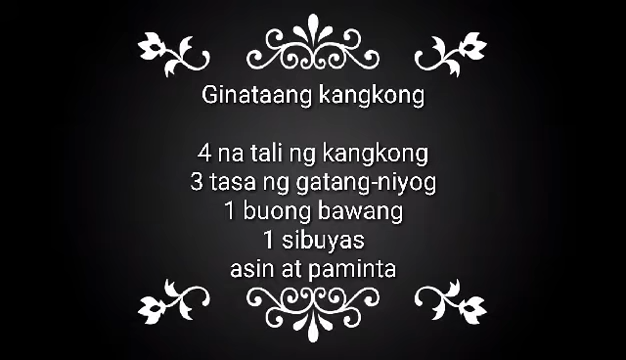 Ginataang kangkong
4 na tali ng kangkong
3 tasa ng gatang-niyog
1 buong bawang
1 sibuyas
asin at paminta